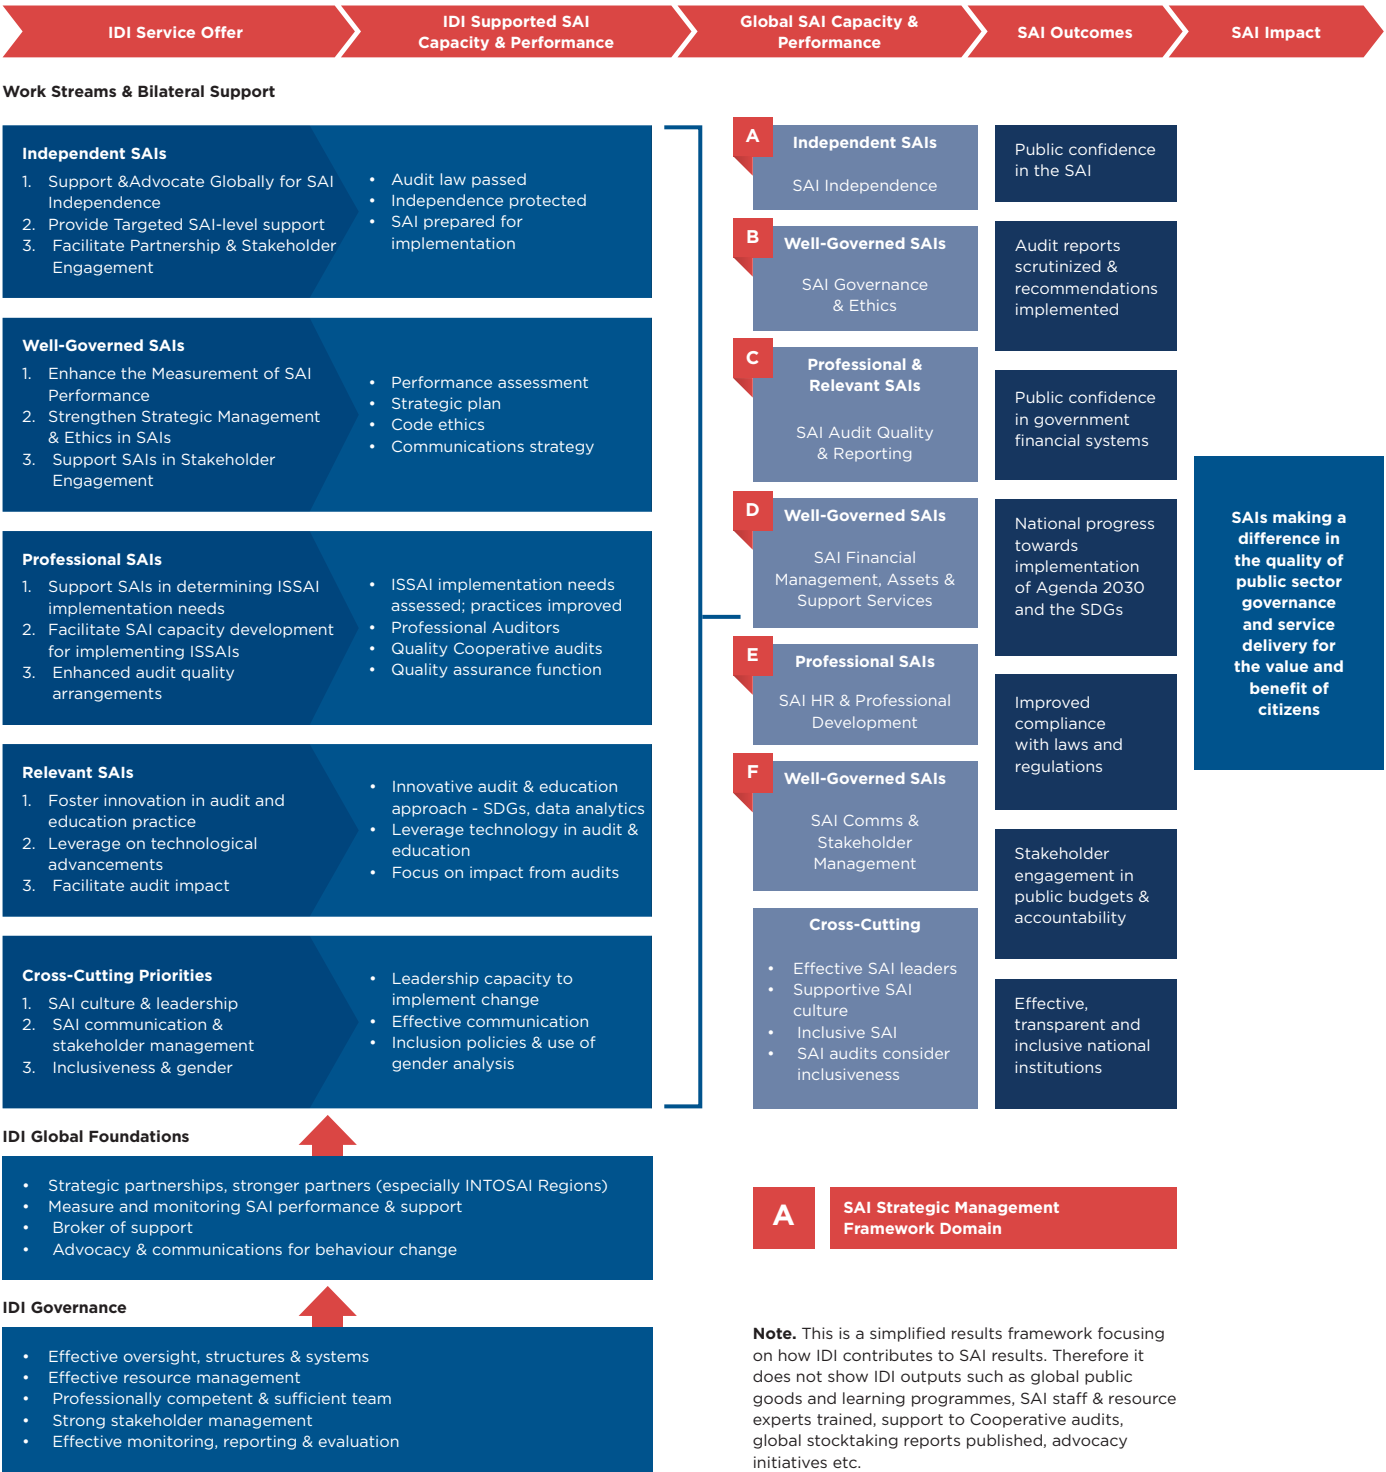 IDI Service Offer
IDI Supported SAI
Capacity & Performance
Global SAI Capacity &
Performance
SAI Outcomes
SAI Impact
Work Streams & Bilateral Support
Independent SAIs
1. Support &Advocate Globally for SAI
Independence
2. Provide Targeted SAI-level support
3. Facilitate Partnership & Stakeholder
Engagement
• Audit law passed
• Independence protected
• SAI prepared for
implementation
Well-Governed SAIs
1. Enhance the Measurement of SAI
Performance
2. Strengthen Strategic Management
& Ethics in SAIs
3. Support SAIs in Stakeholder
Engagement
• Performance assessment
• Strategic plan
• Code ethics
• Communications strategy
Professional SAIs
1. Support SAIs in determining ISSAI
implementation needs
2. Facilitate SAI capacity development
for implementing ISSAIs
3. Enhanced audit quality
arrangements
• ISSAI implementation needs
assessed; practices improved
• Professional Auditors
• Quality Cooperative audits
• Quality assurance function
Relevant SAIs
1. Foster innovation in audit and
education practice
2. Leverage on technological
advancements
3. Facilitate audit impact
• Innovative audit & education
approach - SDGs, data analytics
• Leverage technology in audit &
education
• Focus on impact from audits
Cross-Cutting Priorities
1. SAI culture & leadership
2. SAI communication &
stakeholder management
3. Inclusiveness & gender
• Leadership capacity to
implement change
• Effective communication
• Inclusion policies & use of
gender analysis
A
Independent SAIs
SAI Independence
B
Well-Governed SAIs
SAI Governance
& Ethics
C
Professional &
Relevant SAIs
SAI Audit Quality
& Reporting
D
Well-Governed SAIs
SAI Financial
Management, Assets &
Support Services
E
Professional SAIs
SAI HR & Professional
Development
F
Well-Governed SAIs
SAI Comms &
Stakeholder
Management
Cross-Cutting
• Effective SAI leaders
• Supportive SAI
culture
• Inclusive SAI
• SAI audits consider
inclusiveness
Public confidence
in the SAI
Audit reports
scrutinized &
recommendations
implemented
Public confidence
in government
financial systems
National progress
towards
implementation
of Agenda 2030
and the SDGs
Improved
compliance
with laws and
regulations
Stakeholder
engagement in
public budgets &
accountability
Effective,
transparent and
inclusive national
institutions
SAIs making a
difference in
the quality of
public sector
governance
and service
delivery for
the value and
benefit of
citizens
IDI Global Foundations
• Strategic partnerships, stronger partners (especially INTOSAI Regions)
• Measure and monitoring SAI performance & support
• Broker of support
• Advocacy & communications for behaviour change
IDI Governance
• Effective oversight, structures & systems
• Effective resource management
• Professionally competent & sufficient team
• Strong stakeholder management
• Effective monitoring, reporting & evaluation
A
SAI Strategic Management
Framework Domain
Note. This is a simplified results framework focusing
on how IDI contributes to SAI results. Therefore it
does not show IDI outputs such as global public
goods and learning programmes, SAI staff & resource
experts trained, support to Cooperative audits,
global stocktaking reports published, advocacy
initiatives etc.